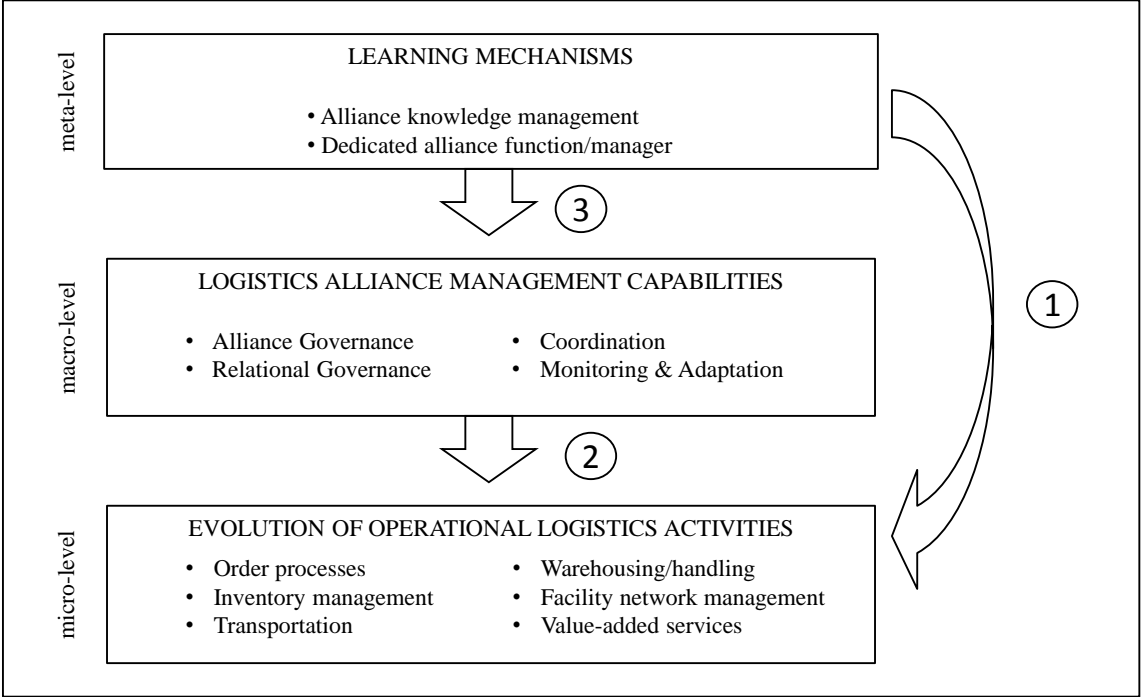 meta-level
LEARNING MECHANISMS
• Alliance knowledge management
• Dedicated alliance function/manager
3
macro-level
LOGISTICS ALLIANCE MANAGEMENT CAPABILITIES
• Alliance Governance
• Relational Governance
• Coordination
• Monitoring & Adaptation
1
2
micro-level
EVOLUTION OF OPERATIONAL LOGISTICS ACTIVITIES
• Order processes
• Inventory management
• Transportation
• Warehousing/handling
• Facility network management
• Value-added services